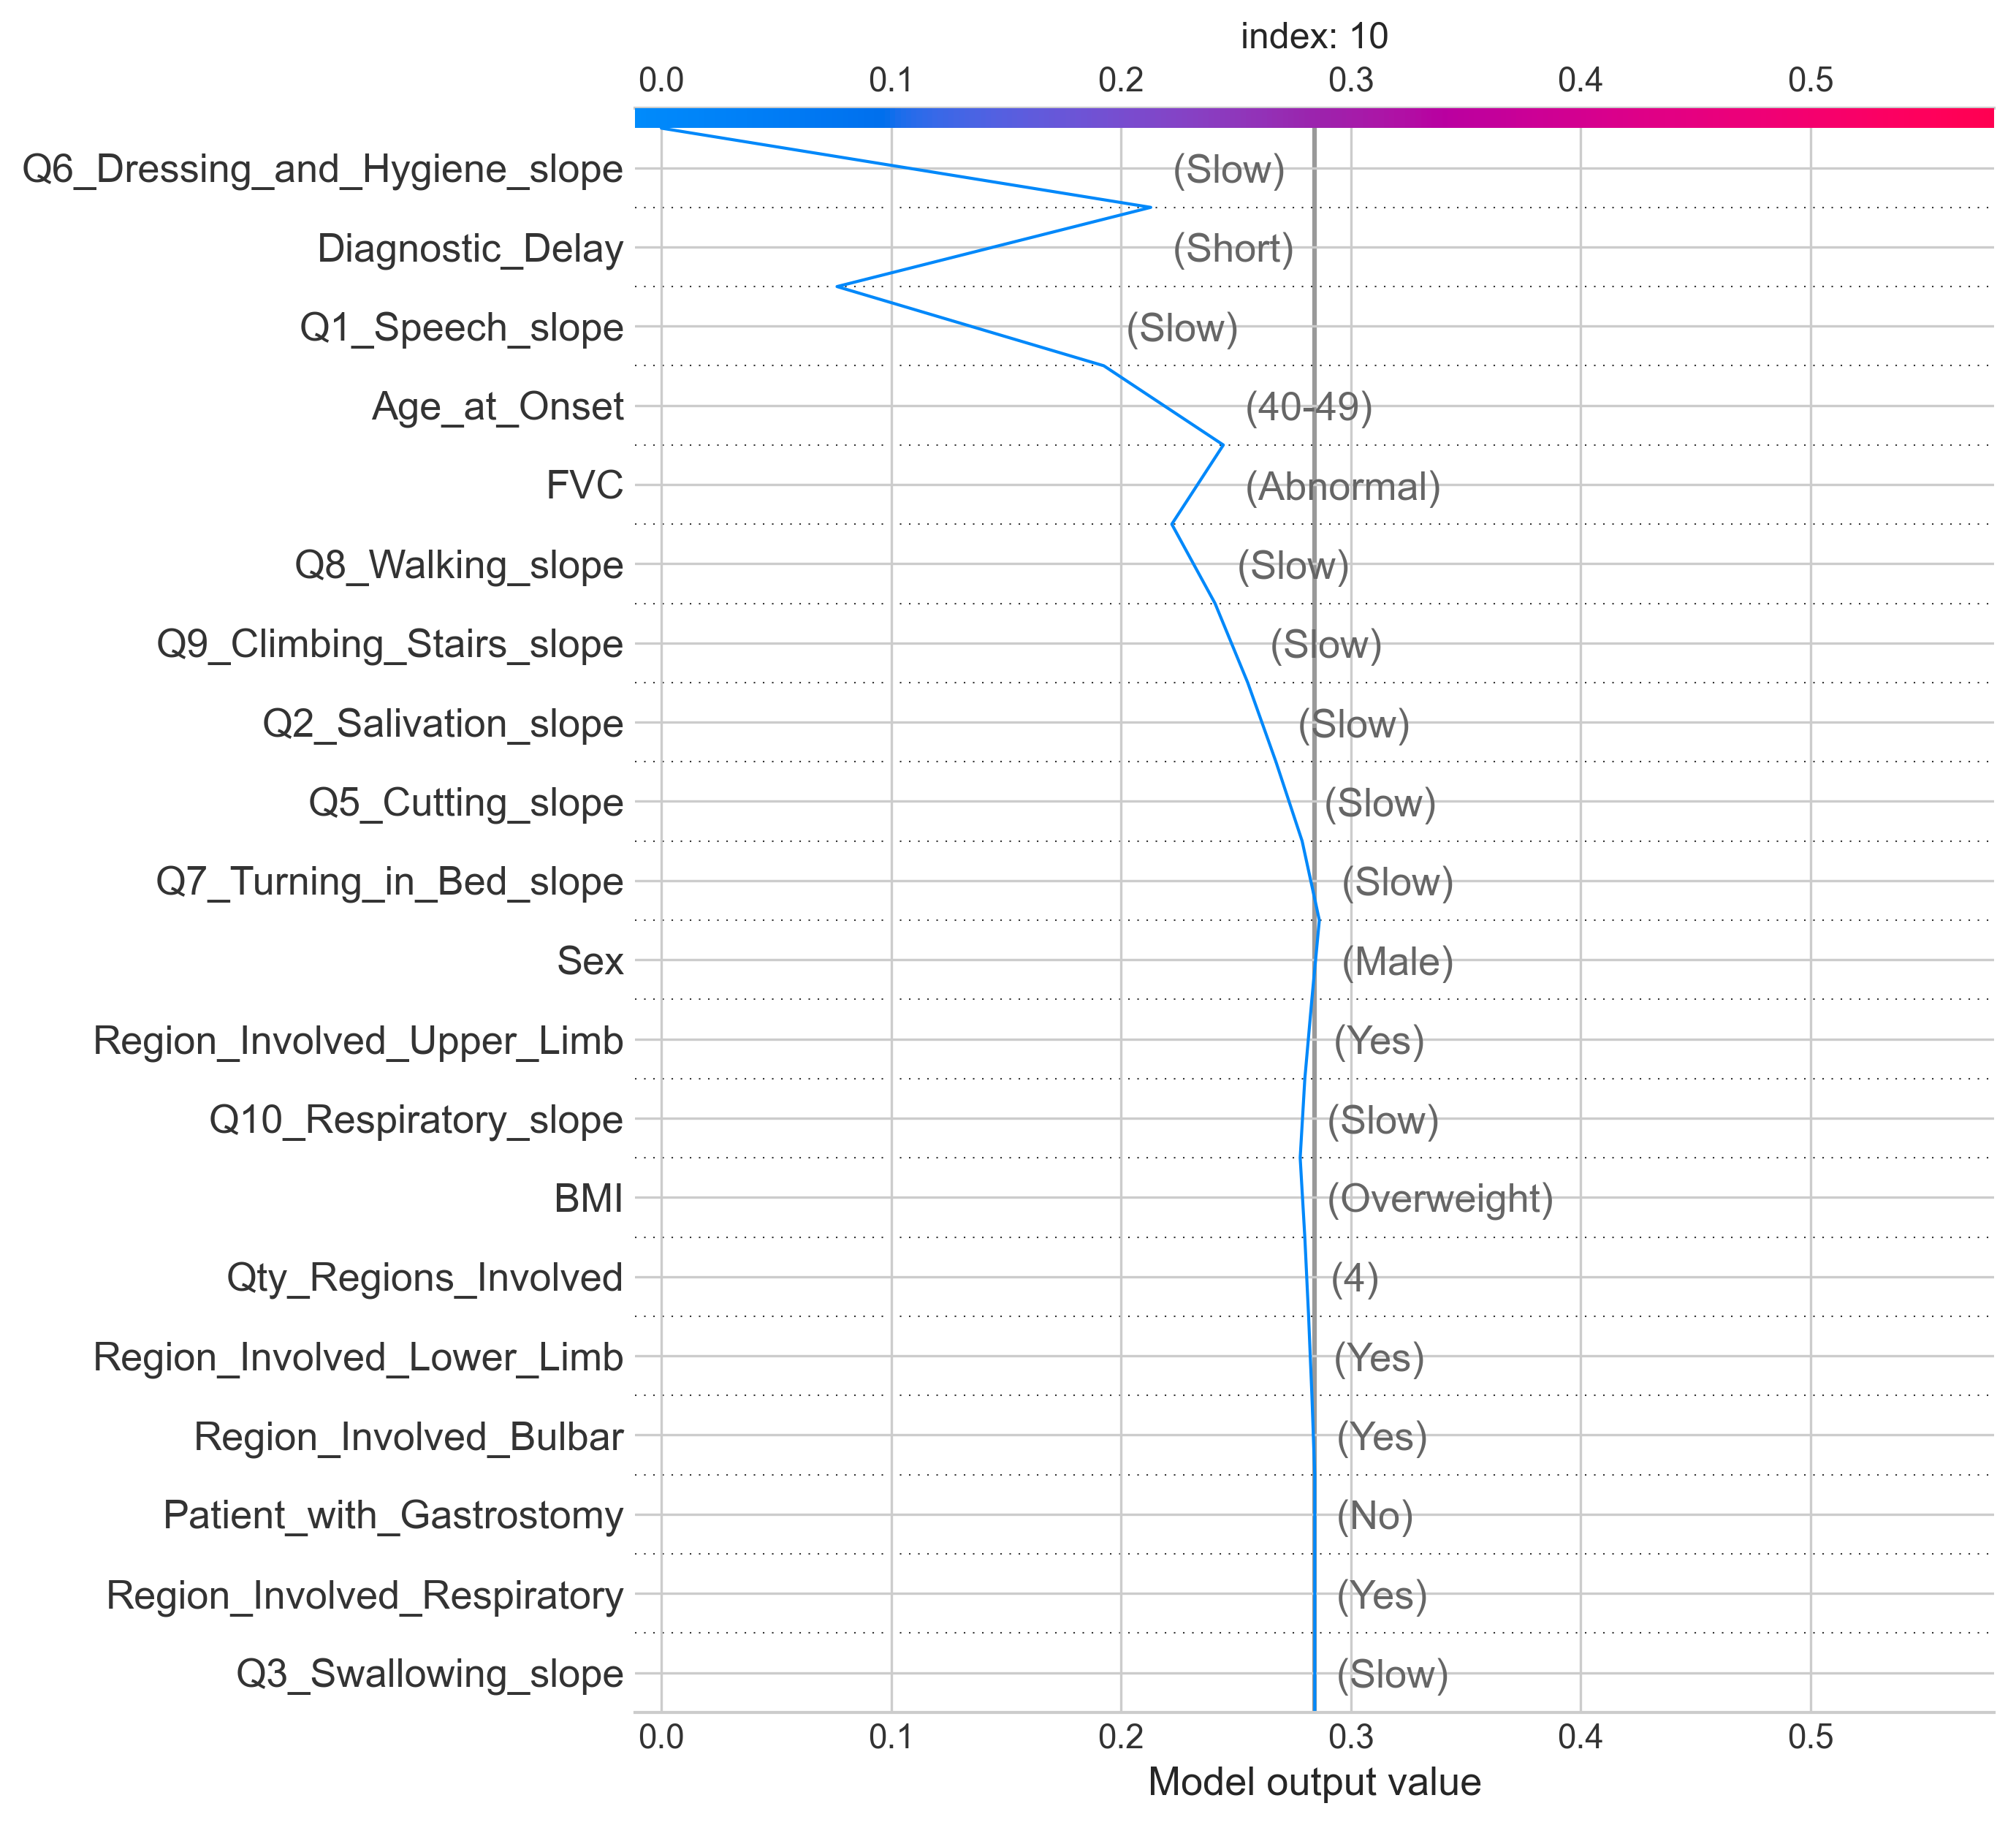 index: 10
0.0 0.1 0.2 0.3 0.4 0.5
Q6_Dressing_and_Hygiene_slope (Slow)
Diagnostic_Delay (Short)
Q1_Speech_slope (Slow)
Age_at_Onset (40-49)
FVC (Abnormal)
Q8_Walking_slope (Slow)
Q9_Climbing_Stairs_slope (Slow)
Q2_Salivation_slope (Slow)
Q5_Cutting_slope (Slow)
Q7_Turning_in_Bed_slope (Slow)
Sex (Male)
Region_Involved_Upper_Limb (Yes)
Q10_Respiratory_slope (Slow)
BMI (Overweight)
Qty_Regions_Involved (4)
Region_Involved_Lower_Limb (Yes)
Region_Involved_Bulbar (Yes)
Patient_with_Gastrostomy (No)
Region_Involved_Respiratory (Yes)
Q3_Swallowing_slope (Slow)
0.0 0.1 0.2 0.3 0.4 0.5
Model output value